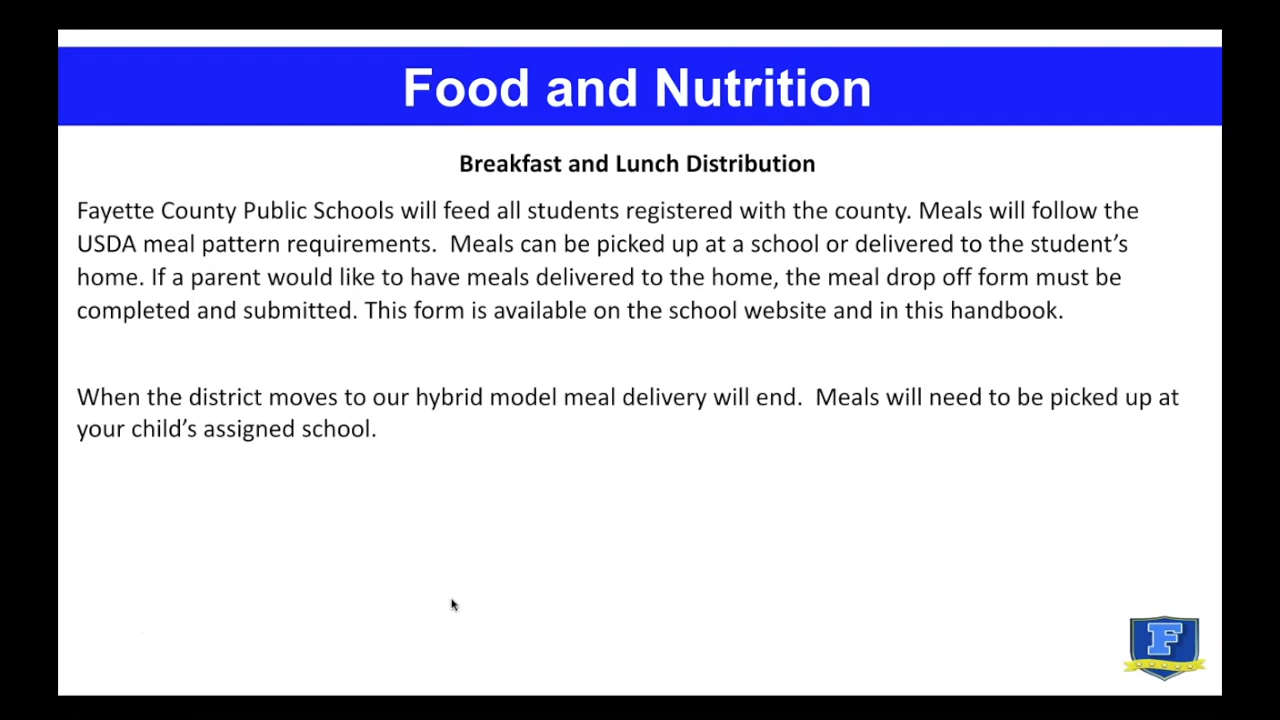 Food and Nutrition
Breakfast and Lunch Distribution
Fayette County Public Schools will feed all students registered with the county. Meals will follow the
USDA meal pattern requirements.  Meals can be picked up at a school or delivered to the student’s
home. If a parent would like to have meals delivered to the home, the meal drop off form must be
completed and submitted. This form is available on the school website and in this handbook.
When the district moves to our hybrid model meal delivery will end.  Meals will need to be picked up at
your child’s assigned school.
F